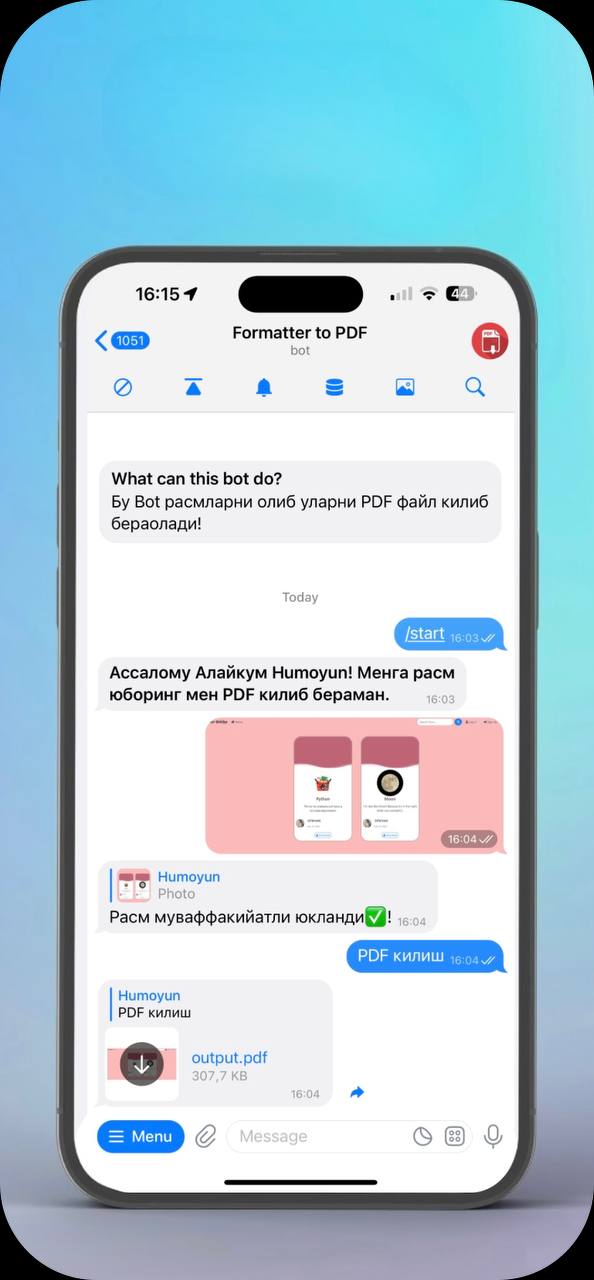 16:15
44
1051
Formatter to PDF
bot
PDF
What can this bot do?
Бу Bot расмларни олиб уларни PDF файл килиб
бераолади!
Today
/start 16:03
Ассалому Алайкум Humoyun! Менга расм
юборинг мен PDF килиб бераман.
16:03
Python
Moon
16:04
Humoyun
Photo
Расм муваффакийатли юкланди✅! 16:04
PDF килиш 16:04
Humoyun
PDF килиш
output.pdf
307,7 KB
16:04
Menu
Message